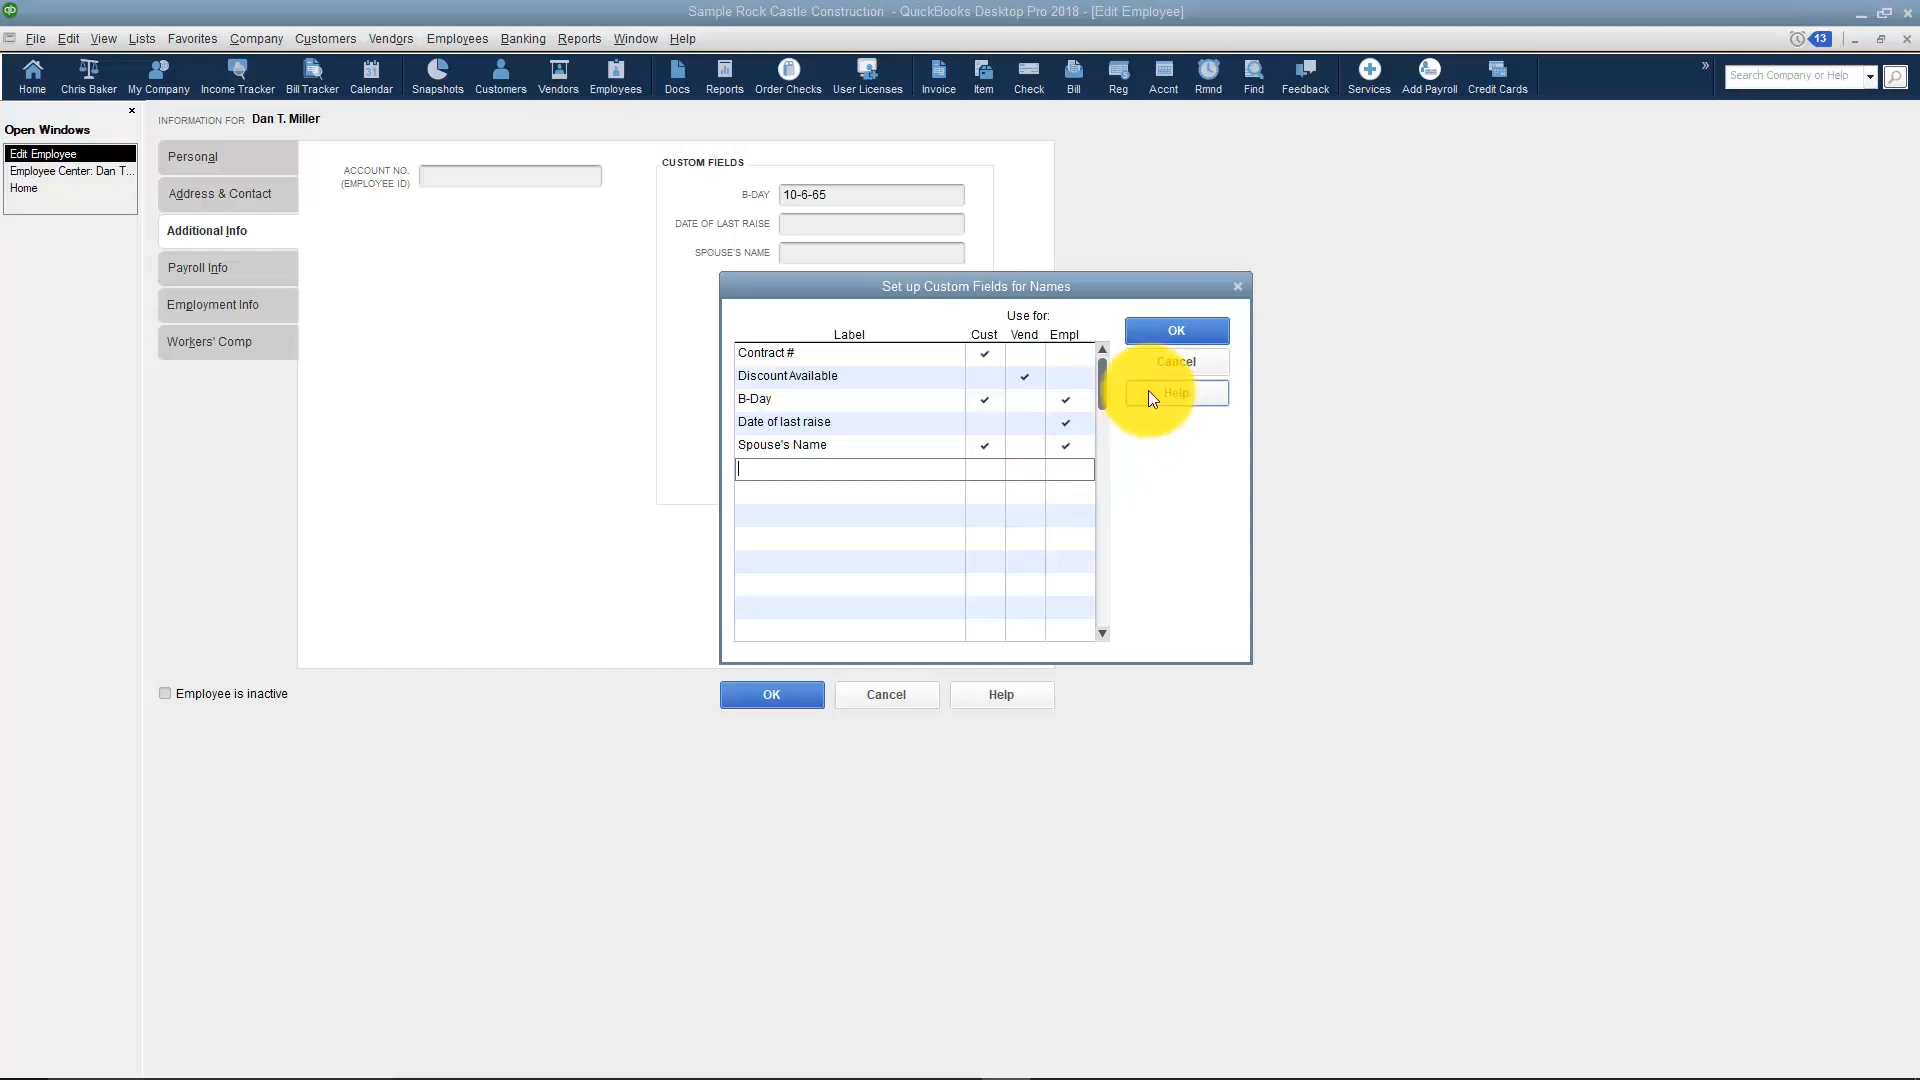 qb
Sample Rock Castle Construction - QuickBooks Desktop Pro 2018 - [Edit Employee]
File Edit View Lists Favorites Company Customers Vendors Employees Banking Reports Window Help
13
Home Chris Baker My Company Income Tracker Bill Tracker Calendar Snapshots Customers Vendors Employees Docs Reports Order Checks User Licenses Invoice Item Check Bill Reg Accnt Rmnd Find Feedback Services Add Payroll Credit Cards
Search Company or Help
Open Windows
Edit Employee
Employee Center: Dan T...
Home
INFORMATION FOR Dan T. Miller
Personal
Address & Contact
Additional Info
Payroll Info
Employment Info
Workers' Comp
ACCOUNT NO.
(EMPLOYEE ID)
CUSTOM FIELDS
B-DAY 10-6-65
DATE OF LAST RAISE
SPOUSE'S NAME
Set up Custom Fields for Names
Use for:
Label Cust Vend Empl
Contract #
Discount Available
B-Day
Date of last raise
Spouse's Name
OK
Cancel
Help
Employee is inactive
OK Cancel Help